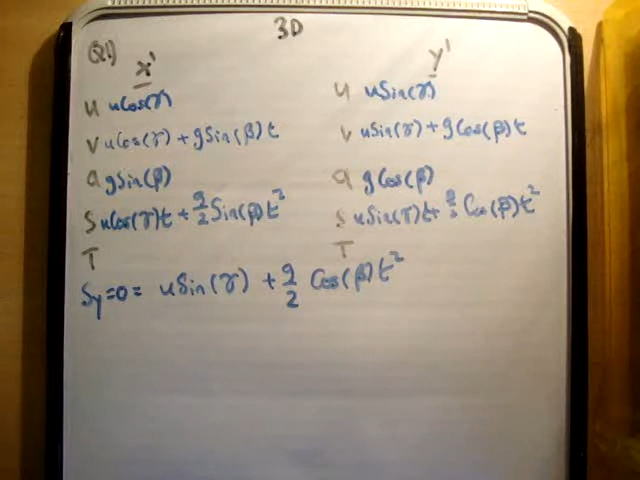 3D
Q1)
x' y'
u uCos(γ) u uSin(γ)
v uCos(γ) + gSin(β)t v uSin(γ) + gCos(β)t
a gSin(β) a gCos(β)
s uCos(γ)t + g/2 Sin(β)t² s uSin(γ)t + g/2 Cos(β)t²
T T
Sy=0= uSin(γ) + g/2 Cos(β)t²